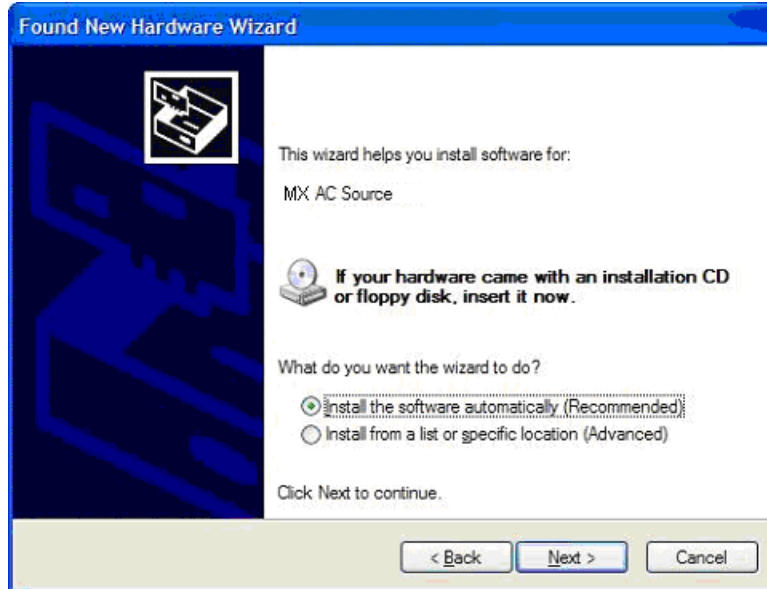 Found New Hardware Wizard
This wizard helps you install software for:
MX AC Source
If your hardware came with an installation CD
or floppy disk, insert it now.
What do you want the wizard to do?
Install the software automatically (Recommended)
Install from a list or specific location (Advanced)
Click Next to continue.
< Back Next > Cancel